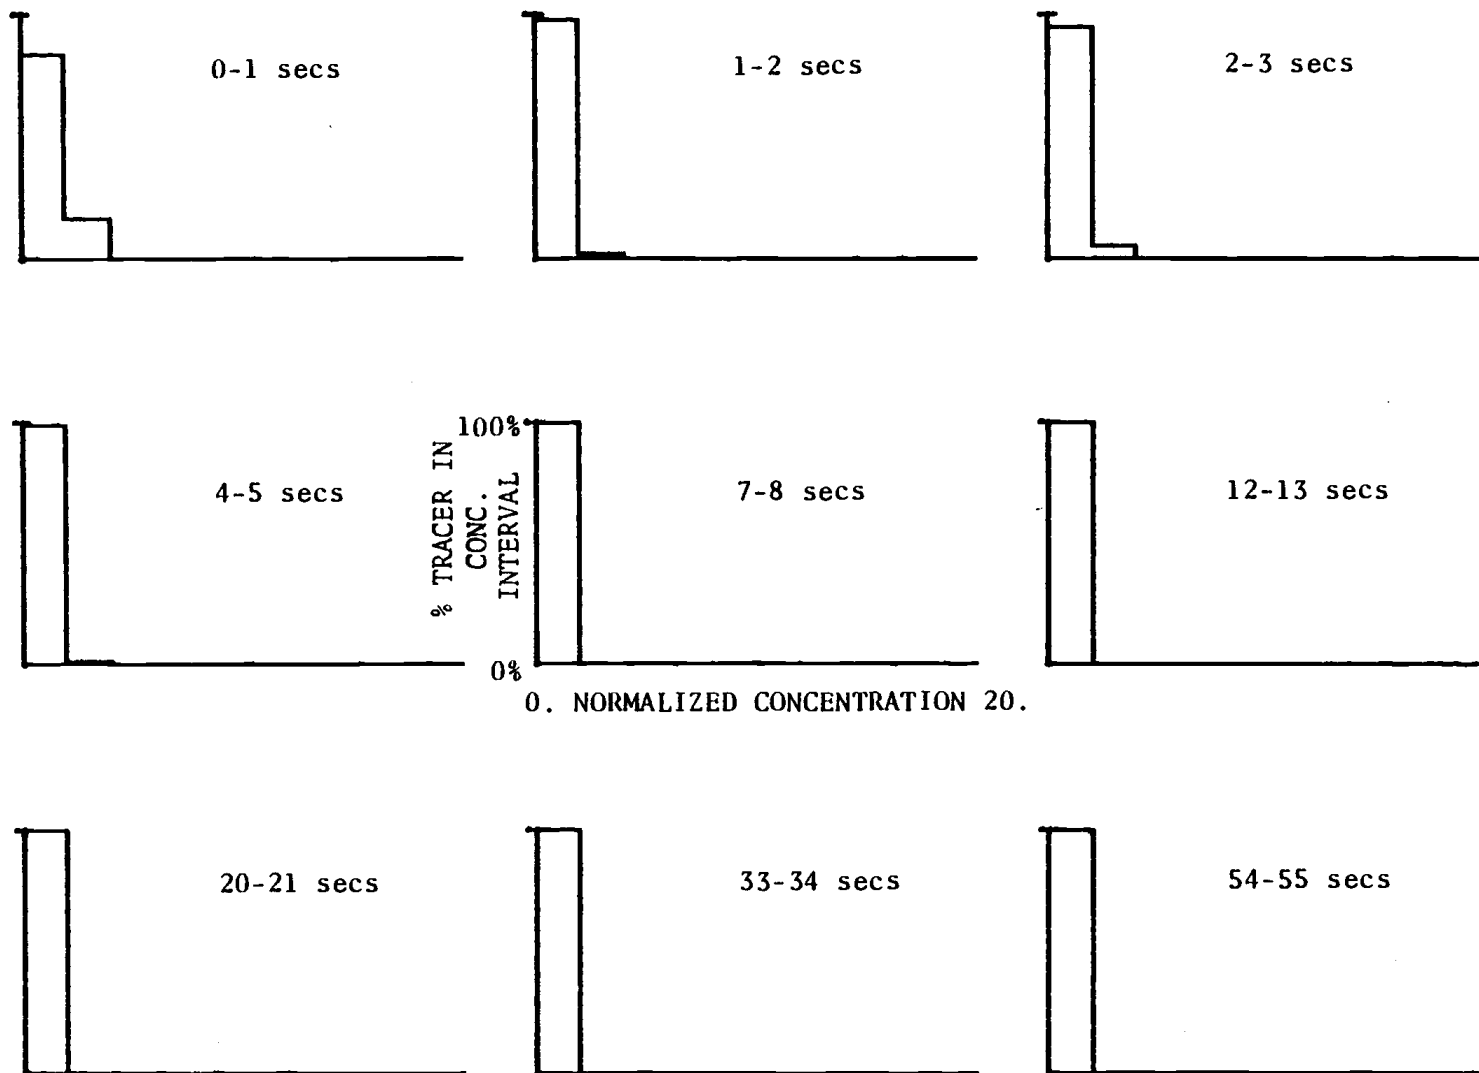 0-1 secs
1-2 secs
2-3 secs
4-5 secs
100%
% TRACER IN
CONC.
INTERVAL
0%
7-8 secs
12-13 secs
0. NORMALIZED CONCENTRATION 20.
20-21 secs
33-34 secs
54-55 secs